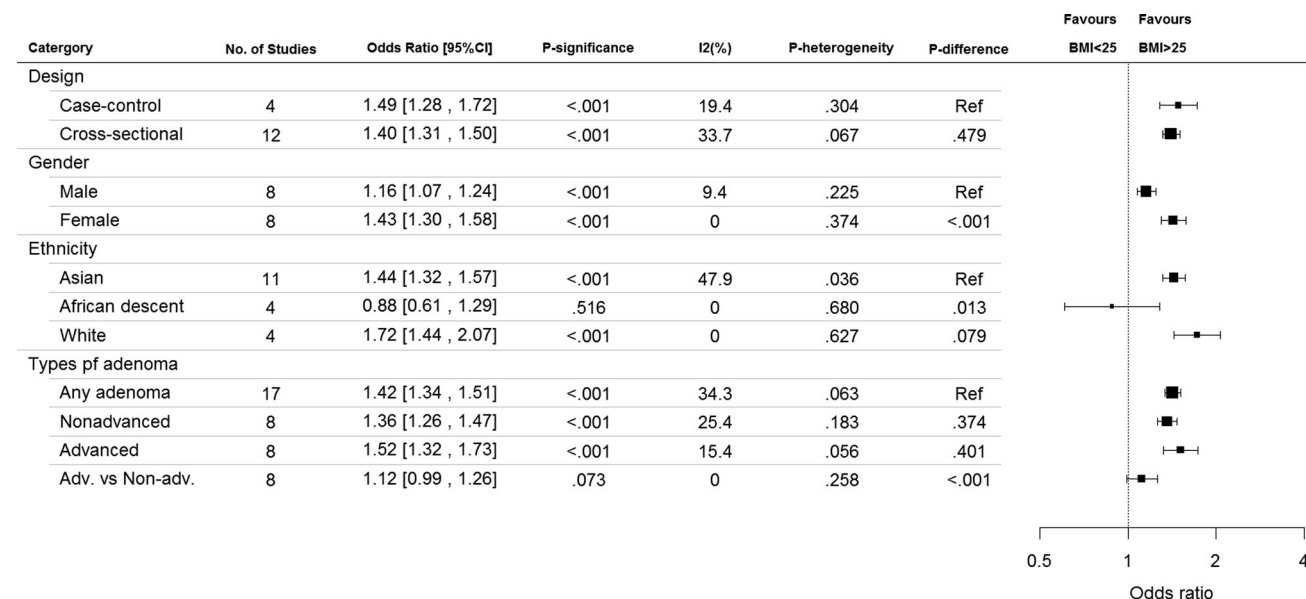 Favours Favours
Catergory No. of Studies Odds Ratio [95%CI] P-significance I2(%) P-heterogeneity P-difference BMI<25 BMI>25
Design
Case-control 4 1.49 [1.28 , 1.72] <.001 19.4 .304 Ref
Cross-sectional 12 1.40 [1.31 , 1.50] <.001 33.7 .067 .479
Gender
Male 8 1.16 [1.07 , 1.24] <.001 9.4 .225 Ref
Female 8 1.43 [1.30 , 1.58] <.001 0 .374 <.001
Ethnicity
Asian 11 1.44 [1.32 , 1.57] <.001 47.9 .036 Ref
African descent 4 0.88 [0.61 , 1.29] .516 0 .680 .013
White 4 1.72 [1.44 , 2.07] <.001 0 .627 .079
Types pf adenoma
Any adenoma 17 1.42 [1.34 , 1.51] <.001 34.3 .063 Ref
Nonadvanced 8 1.36 [1.26 , 1.47] <.001 25.4 .183 .374
Advanced 8 1.52 [1.32 , 1.73] <.001 15.4 .056 .401
Adv. vs Non-adv. 8 1.12 [0.99 , 1.26] .073 0 .258 <.001
0.5 1 2 4
Odds ratio